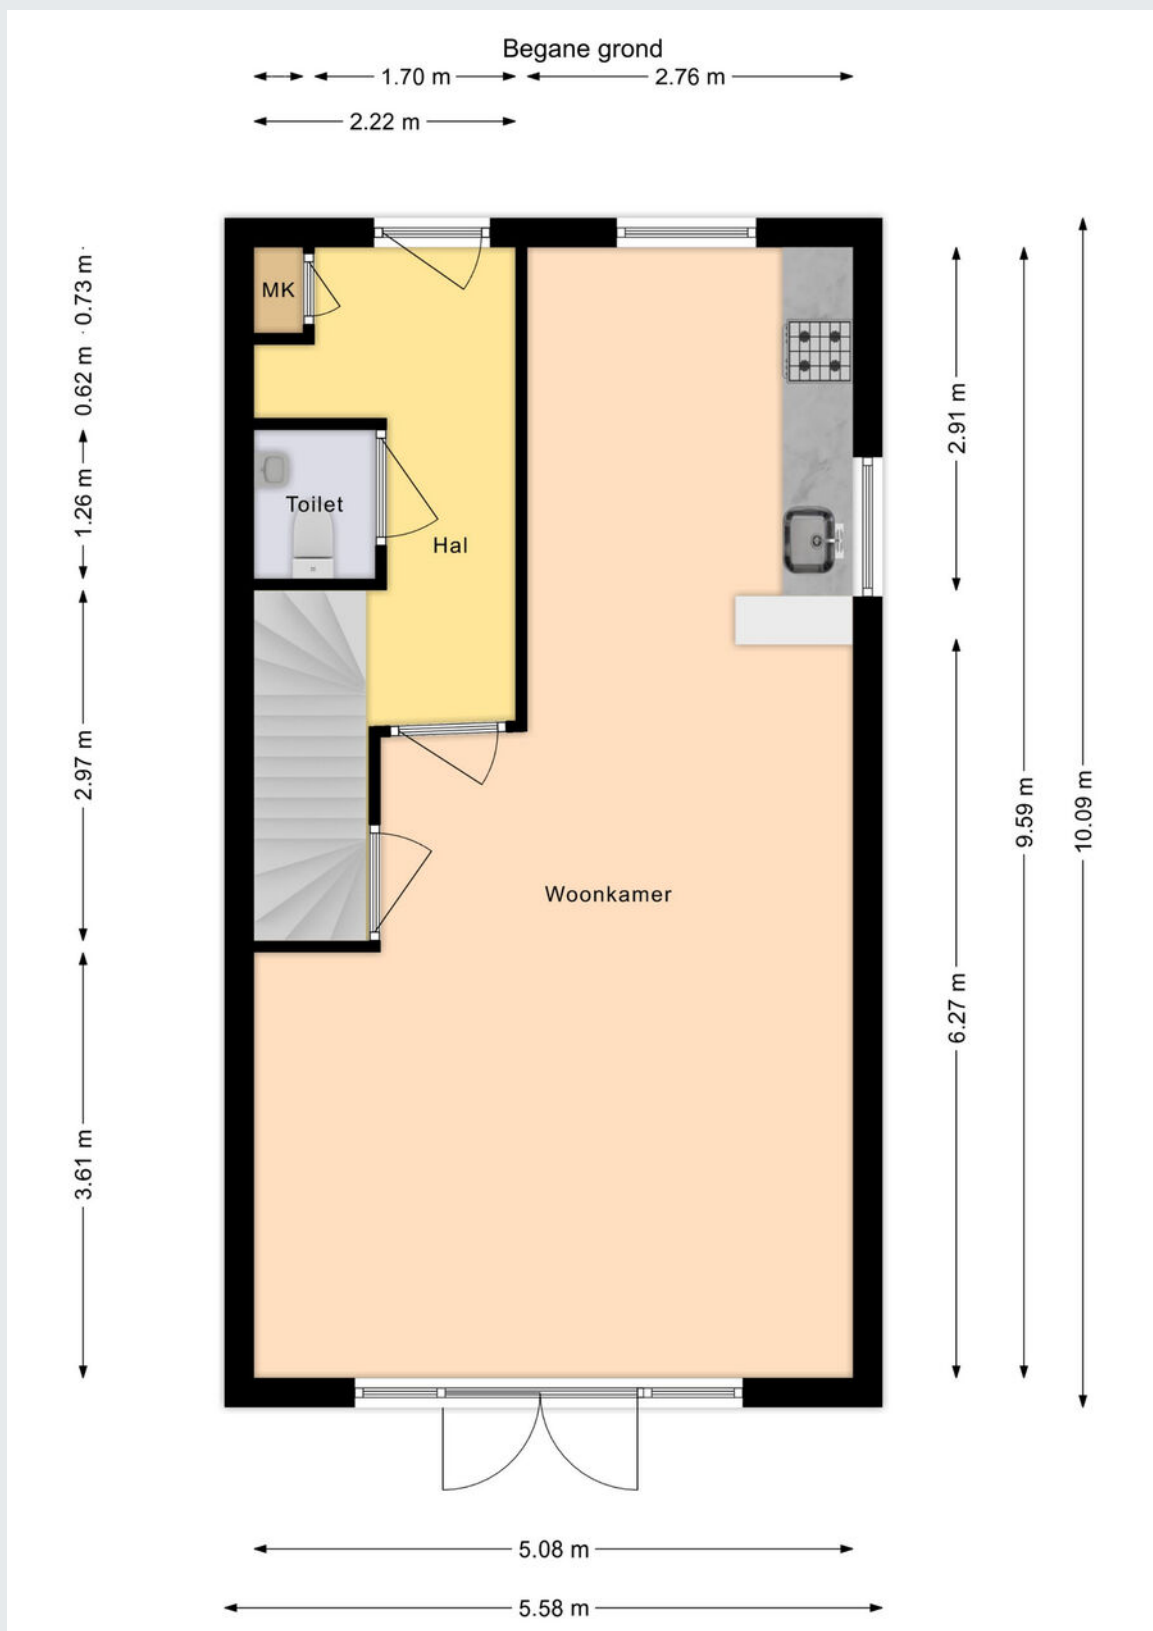 Begane grond
1.70 m
2.76 m
2.22 m
0.73 m
MK
0.62 m
2.91 m
1.26 m
Toilet
Hal
2.97 m
9.59 m
10.09 m
Woonkamer
6.27 m
3.61 m
5.08 m
5.58 m